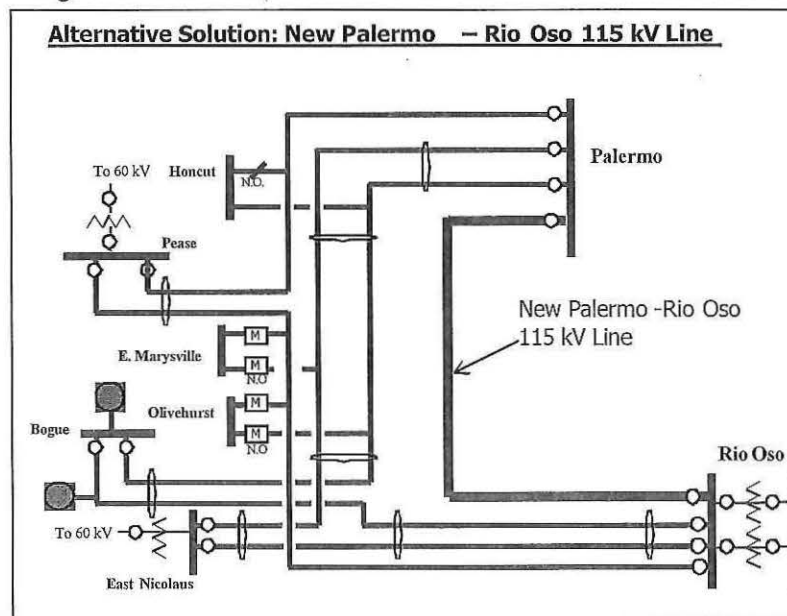 Alternative Solution: New Palermo – Rio Oso 115 kV Line
Palermo
To 60 kV
Honcut
N.O.
Pease
New Palermo -Rio Oso
115 kV Line
M
E. Marysville
M
N.O
Olivehurst
M
M
N.O
Bogue
Rio Oso
To 60 kV
East Nicolaus